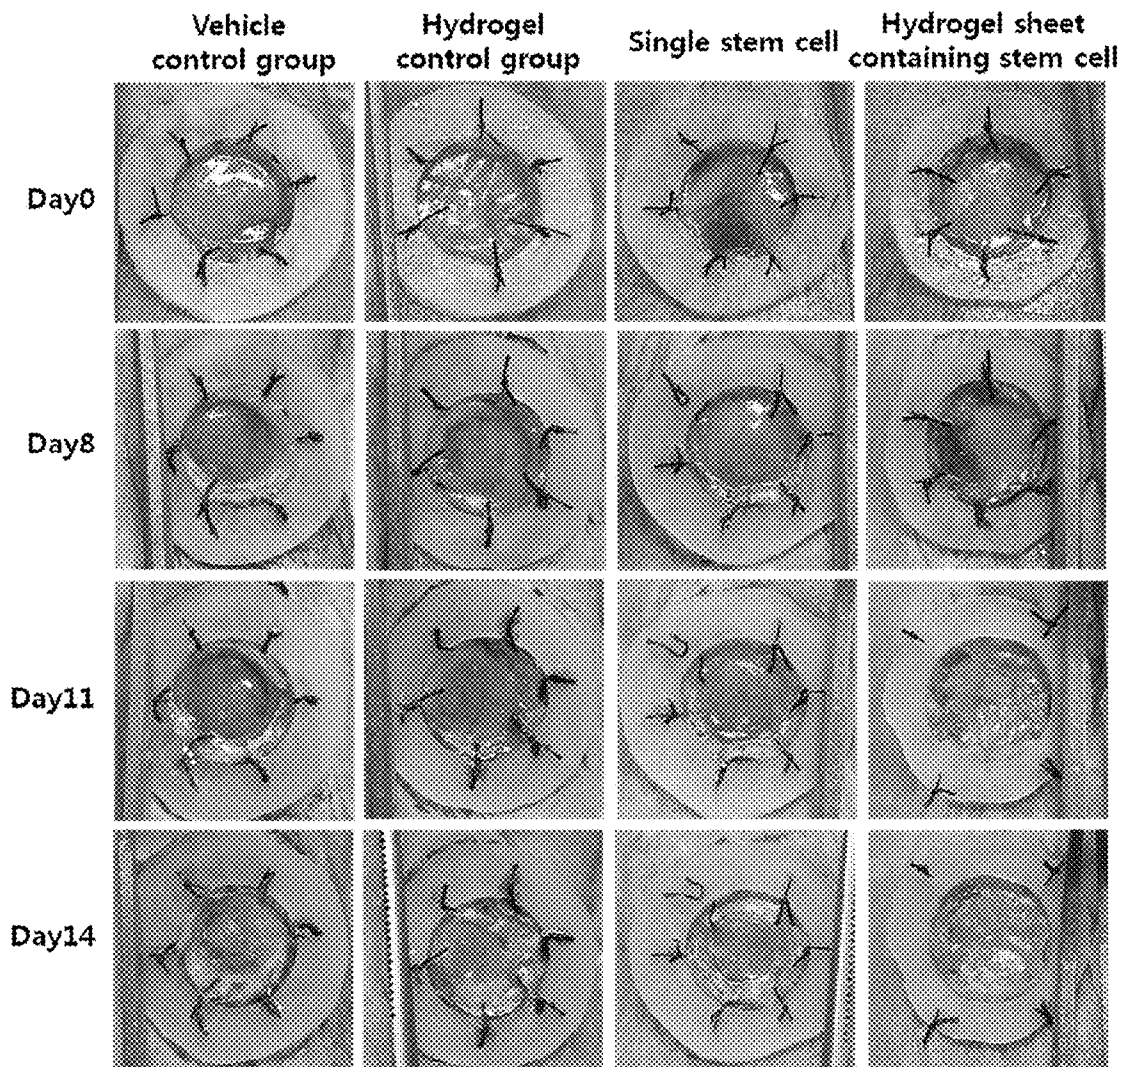 Vehicle
control group
Hydrogel
control group
Single stem cell
Hydrogel sheet
containing stem cell
Day0
Day8
Day11
Day14